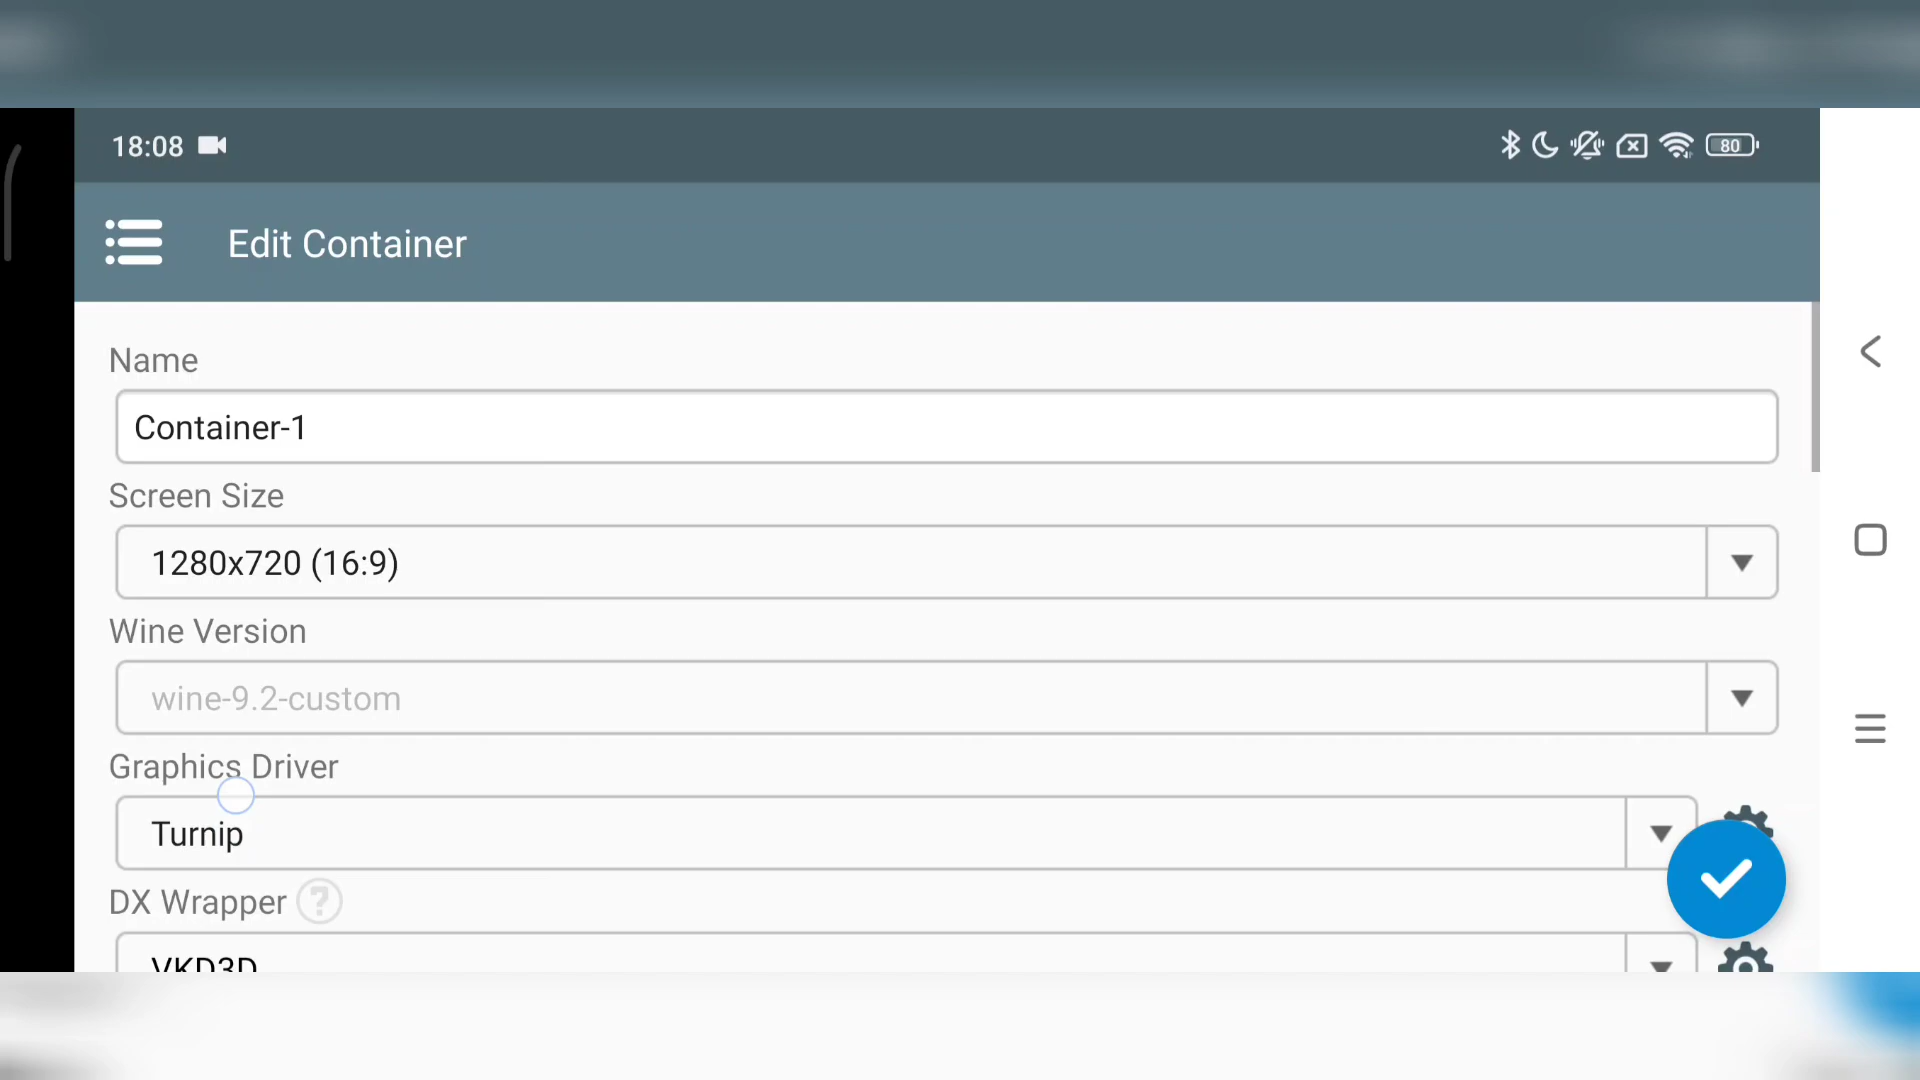 18:08
80
Edit Container
Name
Container-1
Screen Size
1280x720 (16:9)
Wine Version
wine-9.2-custom
Graphics Driver
Turnip
DX Wrapper ?
VKD3D